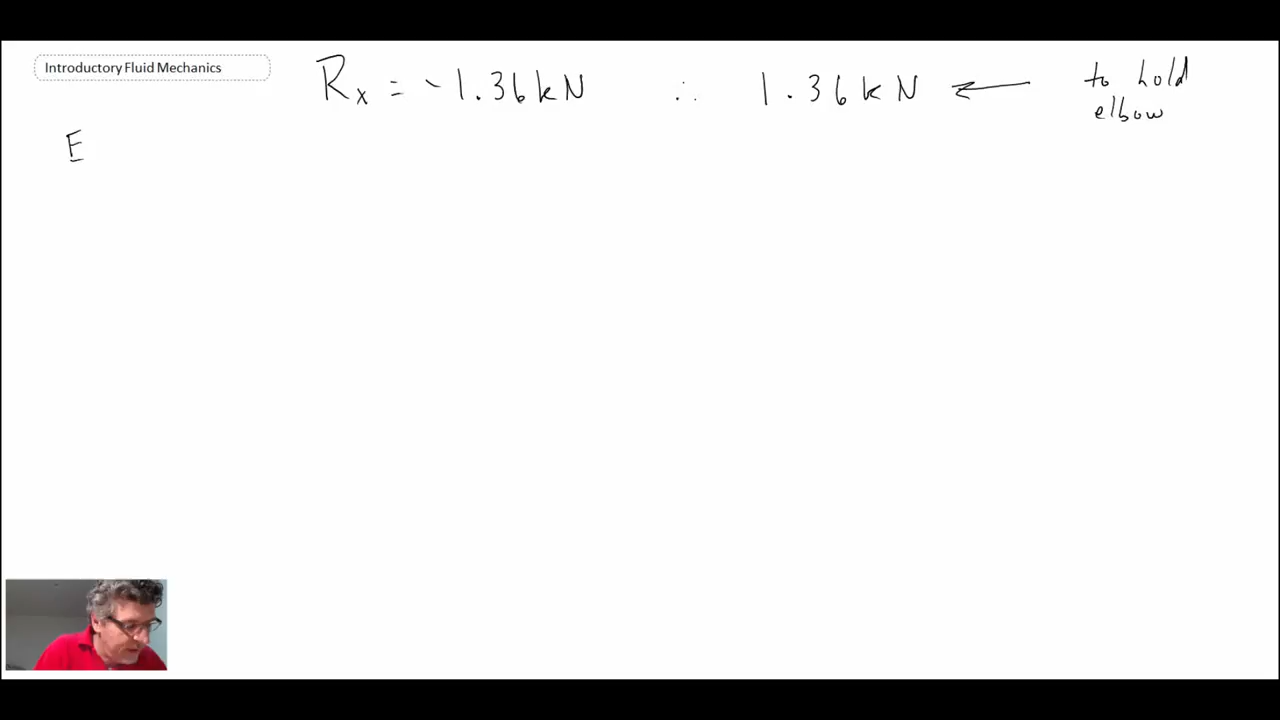 Introductory Fluid Mechanics
Rx = -1.36kN ∴ 1.36kN ← to hold
elbow
E